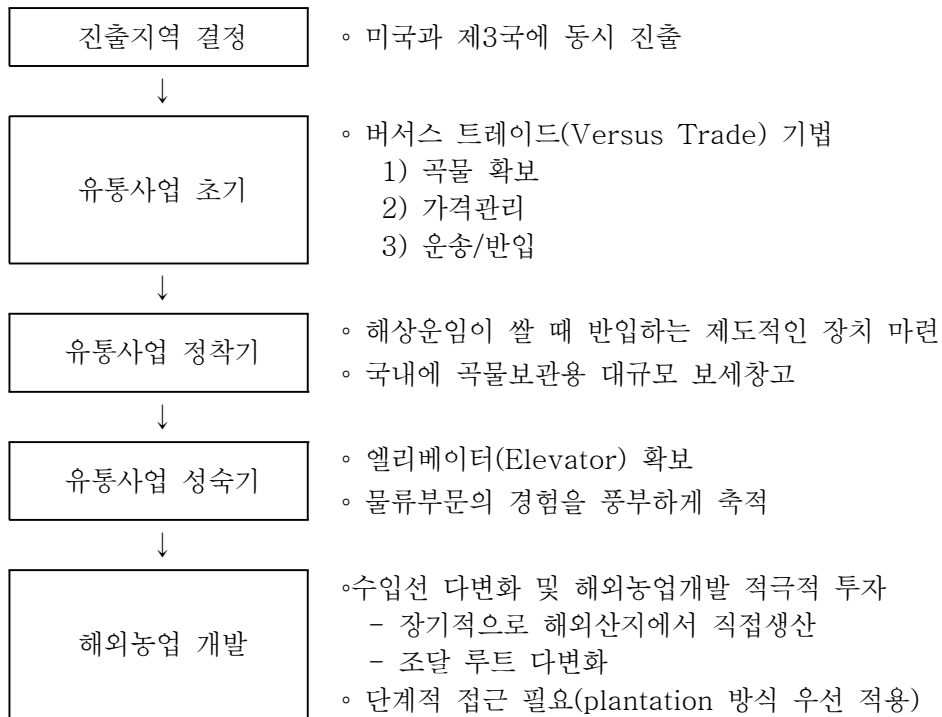 진출지역 결정
◦ 미국과 제3국에 동시 진출
↓
유통사업 초기
◦ 버서스 트레이드(Versus Trade) 기법
1) 곡물 확보
2) 가격관리
3) 운송/반입
↓
유통사업 정착기
◦ 해상운임이 쌀 때 반입하는 제도적인 장치 마련
◦ 국내에 곡물보관용 대규모 보세창고
↓
유통사업 성숙기
◦ 엘리베이터(Elevator) 확보
◦ 물류부문의 경험을 풍부하게 축적
↓
해외농업 개발
◦수입선 다변화 및 해외농업개발 적극적 투자
- 장기적으로 해외산지에서 직접생산
- 조달 루트 다변화
◦ 단계적 접근 필요(plantation 방식 우선 적용)